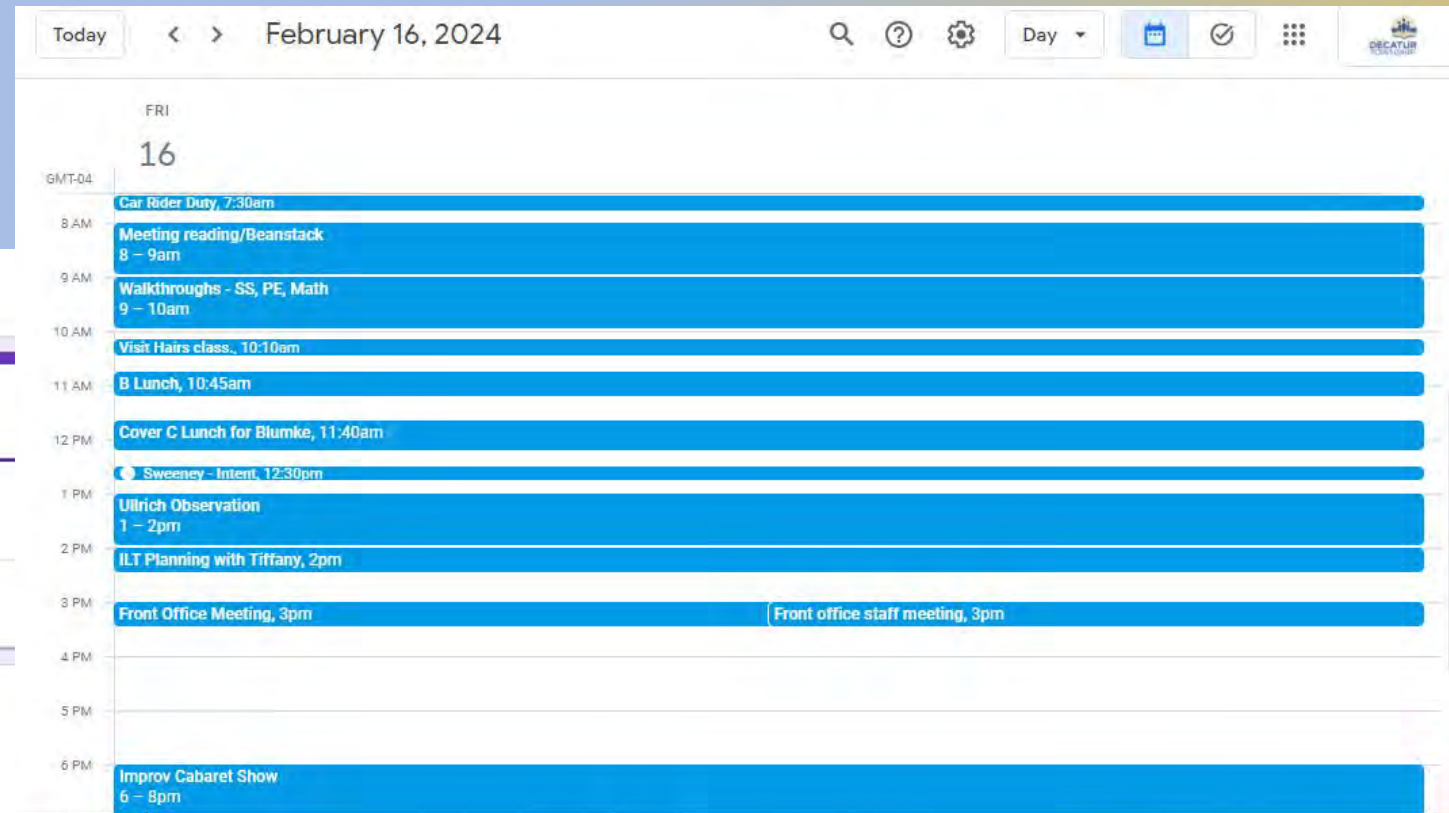 Today
February 16, 2024
Day
DECATUR
FRI
16
GMT-04
Car Rider Duty, 7:30am
8 AM
Meeting reading/Beanstack
8 – 9am
9 AM
Walkthroughs - SS, PE, Math
9 – 10am
10 AM
Visit Hairs class., 10:10am
11 AM
B Lunch, 10:45am
Cover C Lunch for Blumke, 11:40am
12 PM
Sweeney - Intent, 12:30pm
1 PM
Ullrich Observation
1 – 2pm
2 PM
ILT Planning with Tiffany, 2pm
3 PM
Front Office Meeting, 3pm
Front office staff meeting, 3pm
4 PM
5 PM
6 PM
Improv Cabaret Show
6 – 8pm